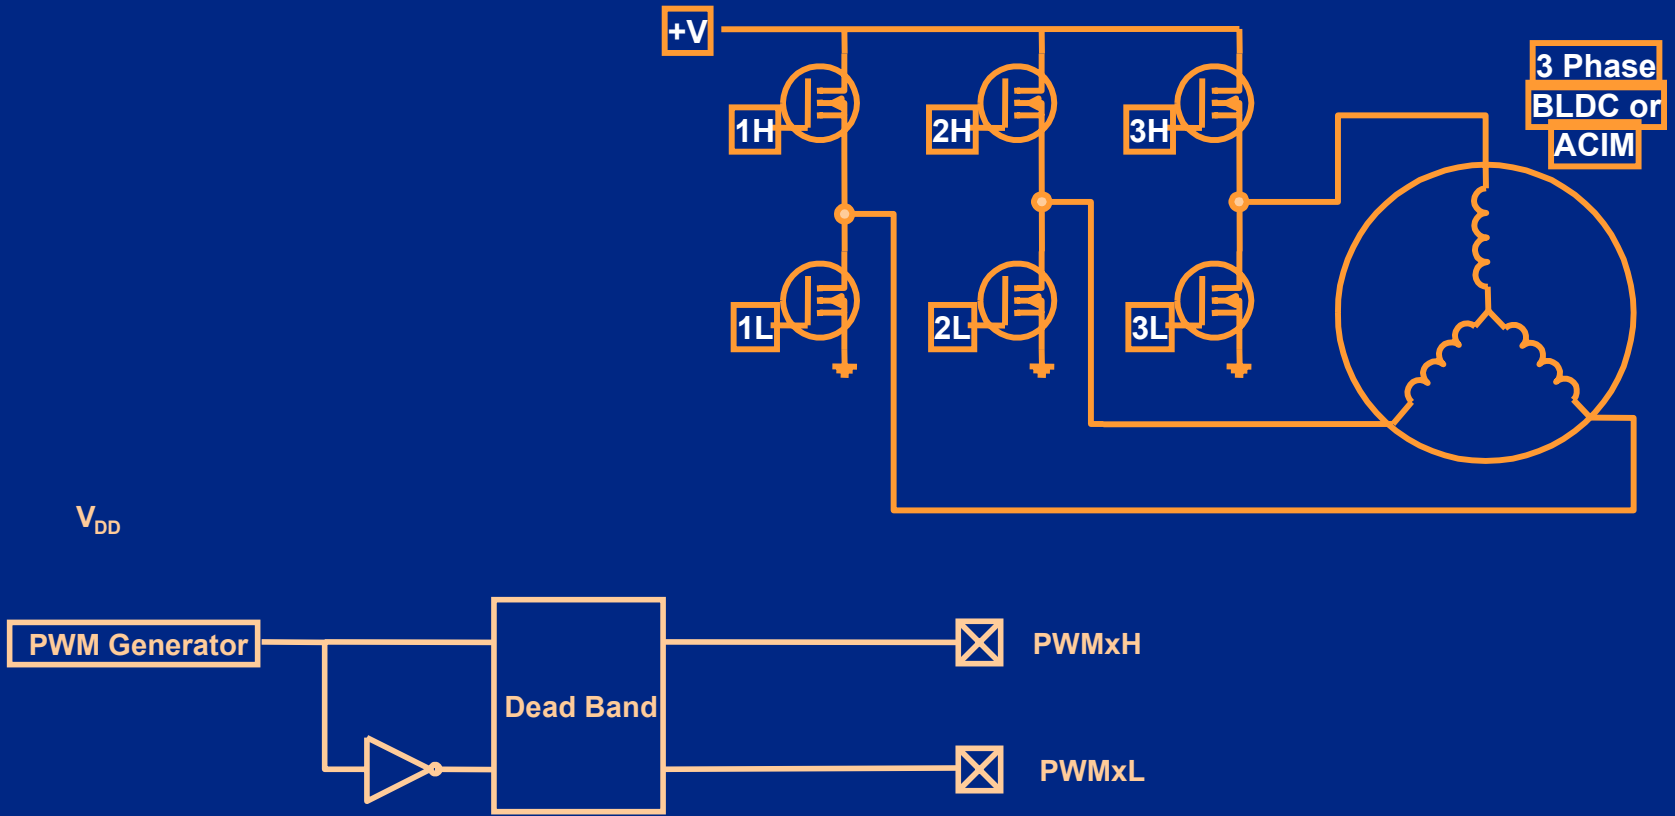 +V
3 Phase
BLDC or
ACIM
1H
2H
3H
1L
2L
3L
VDD
PWM Generator
PWMxH
Dead Band
PWMxL